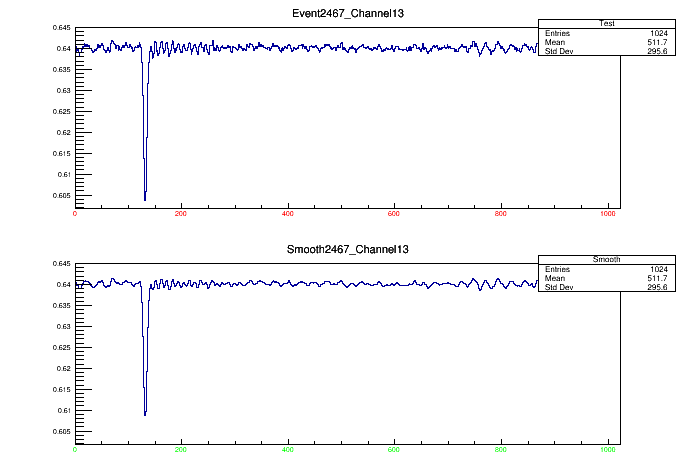 Event2467_Channel13
Test
Entries 1024
Mean 511.7
Std Dev 295.6
0.645
0.64
0.635
0.63
0.625
0.62
0.615
0.61
0.605
0 200 400 600 800 1000
Smooth2467_Channel13
Smooth
Entries 1024
Mean 511.7
Std Dev 295.6
0.645
0.64
0.635
0.63
0.625
0.62
0.615
0.61
0.605
0 200 400 600 800 1000